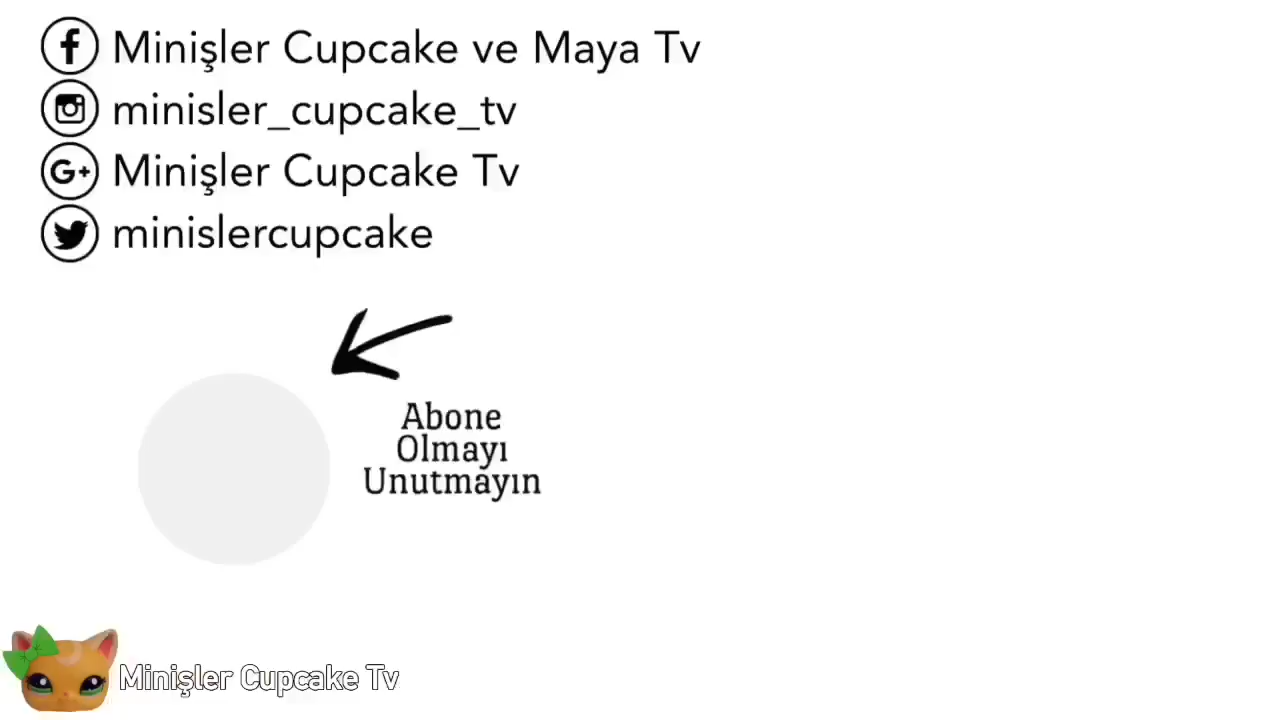 Minişler Cupcake ve Maya Tv
minisler_cupcake_tv
G+ Minişler Cupcake Tv
minislercupcake
Abone
Olmayı
Unutmayın
Minişler Cupcake Tv